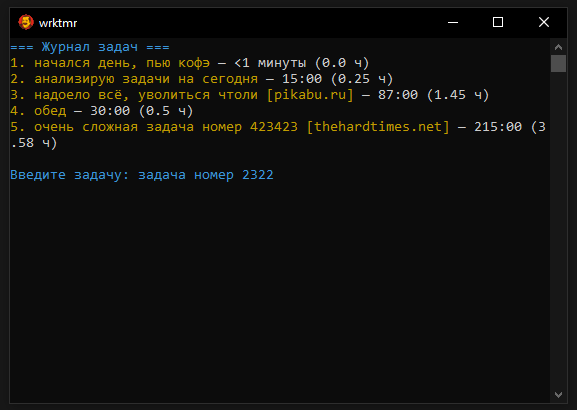 wrktmr
=== Журнал задач ===
1. начался день, пью кофэ — <1 минуты (0.0 ч)
2. анализирую задачи на сегодня — 15:00 (0.25 ч)
3. надоело всё, уволиться чтоли [pikabu.ru] — 87:00 (1.45 ч)
4. обед — 30:00 (0.5 ч)
5. очень сложная задача номер 423423 [thehardtimes.net] — 215:00 (3
.58 ч)
Введите задачу: задача номер 2322